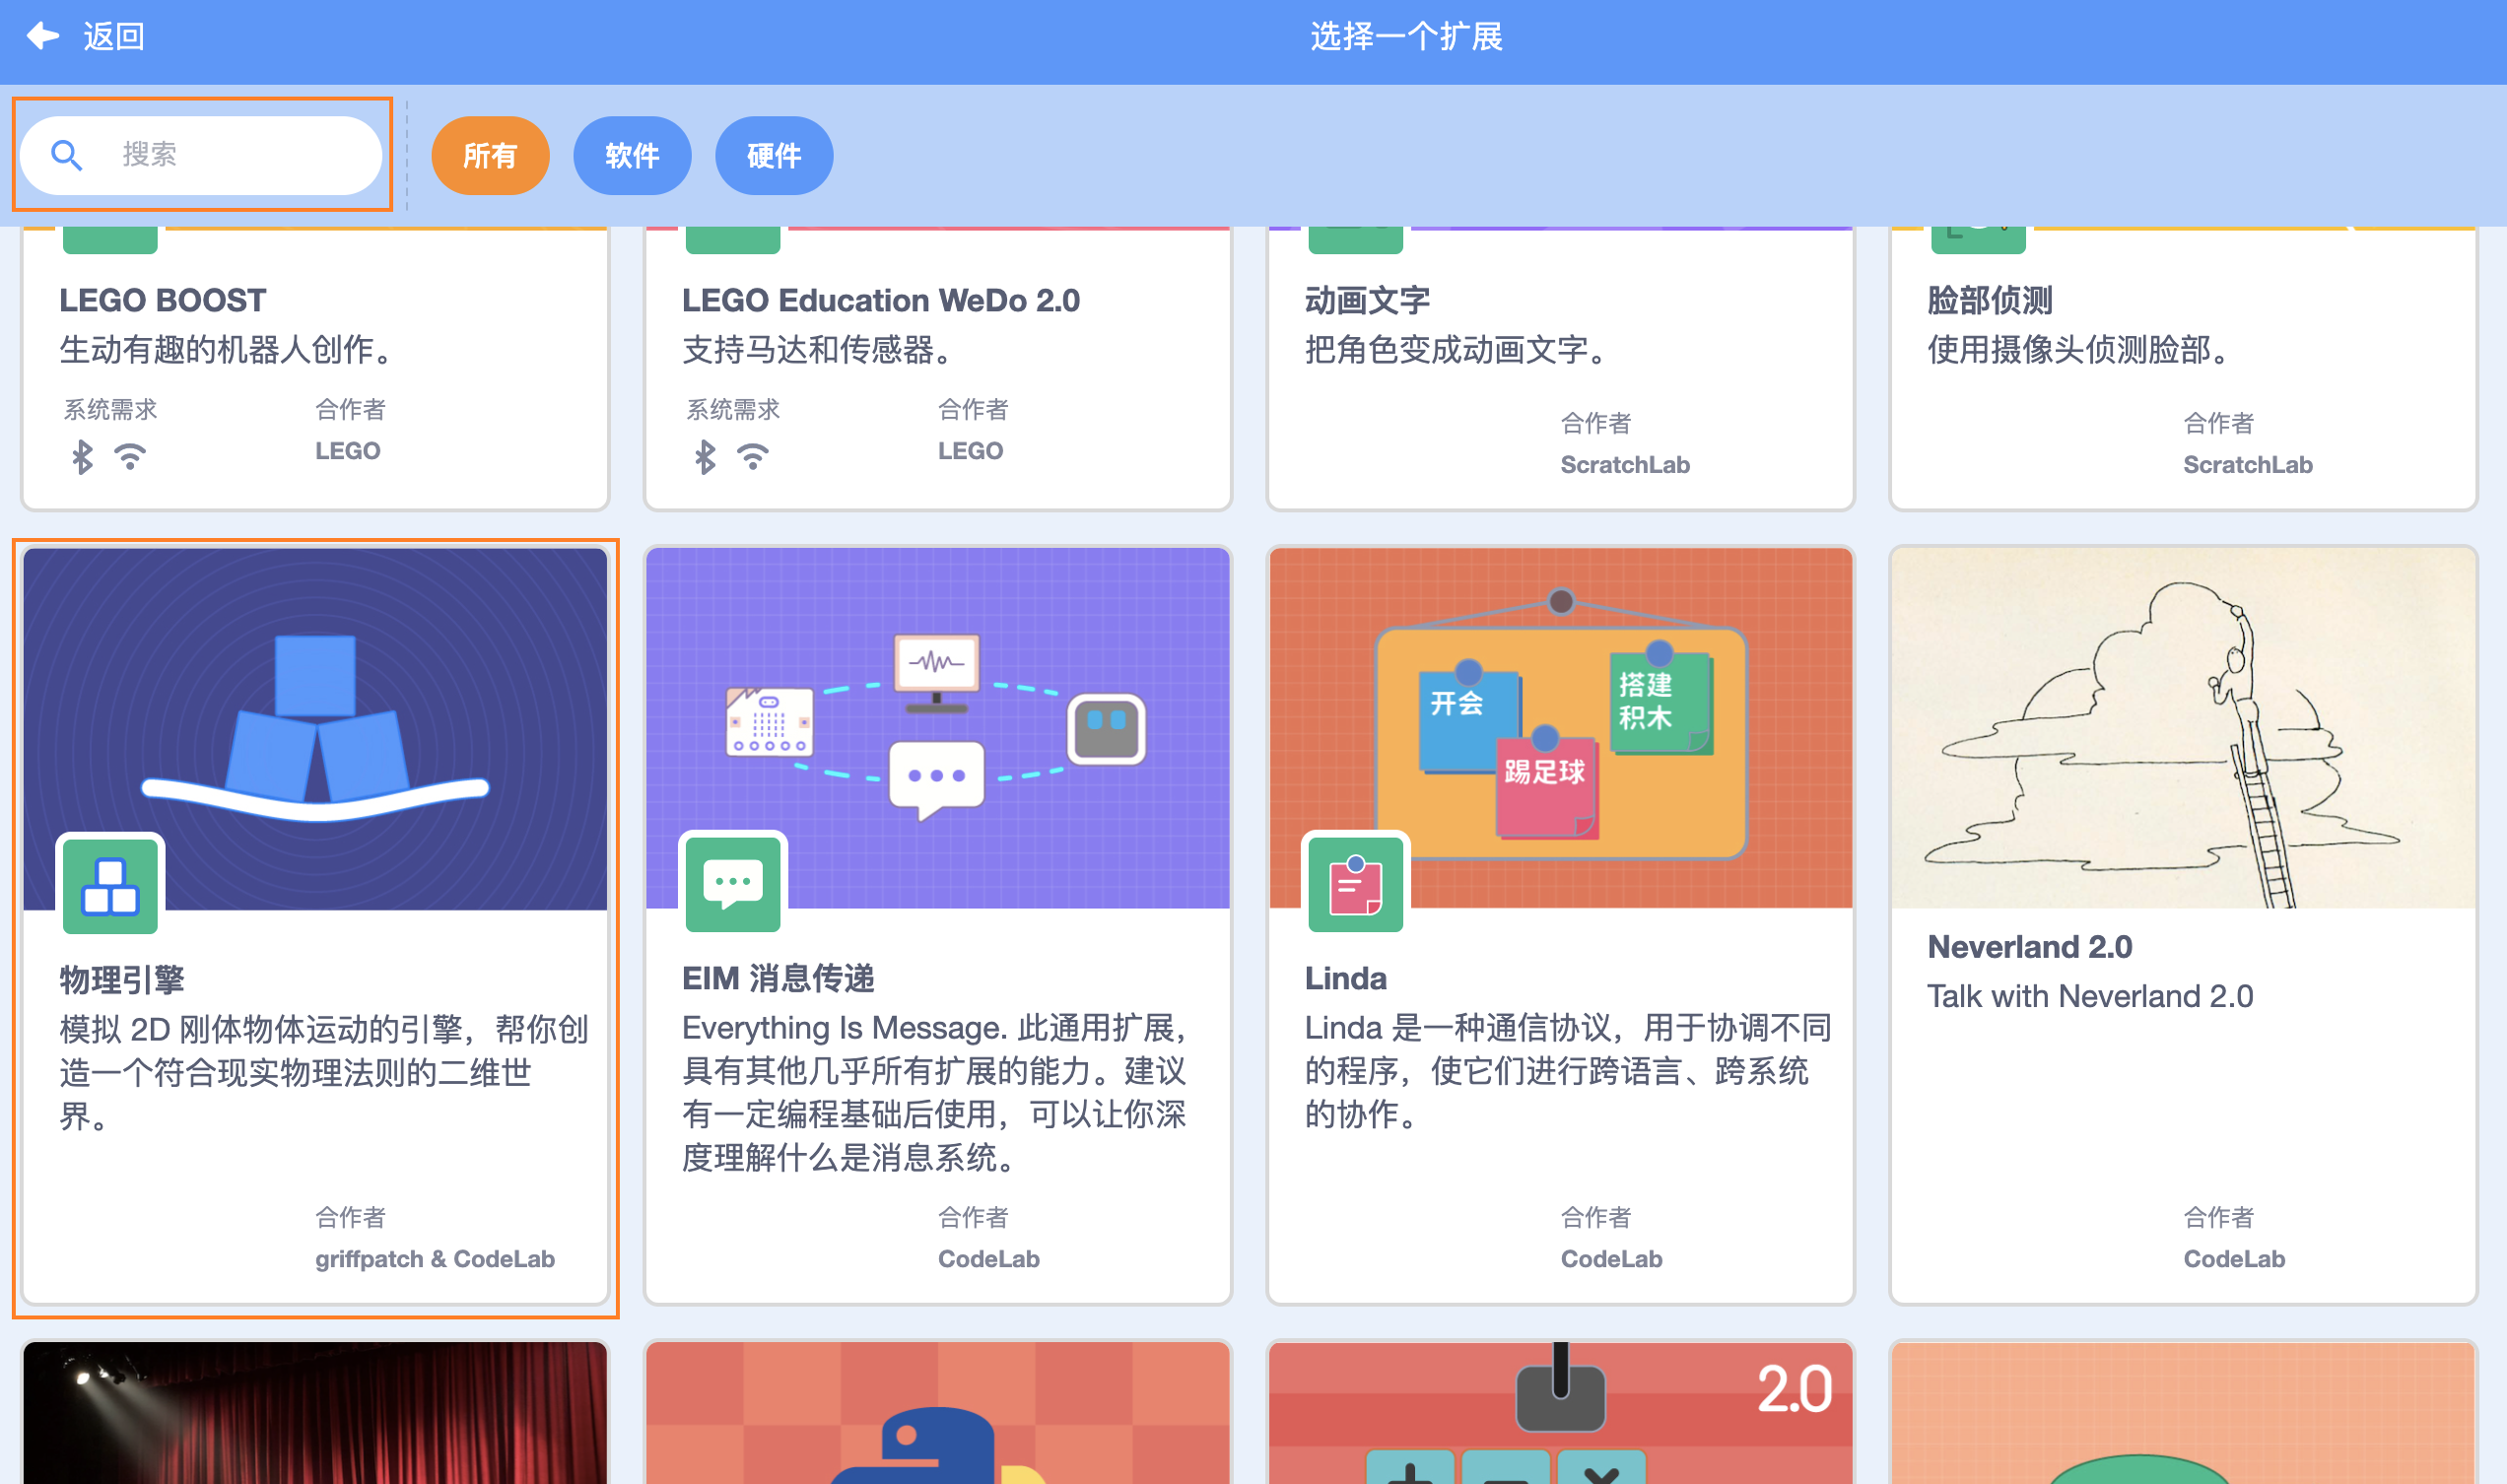 返回
选择一个扩展
搜索
所有
软件
硬件
LEGO BOOST
生动有趣的机器人创作。
系统需求
合作者
LEGO
LEGO Education WeDo 2.0
支持马达和传感器。
系统需求
合作者
LEGO
动画文字
把角色变成动画文字。
合作者
ScratchLab
脸部侦测
使用摄像头侦测脸部。
合作者
ScratchLab
物理引擎
模拟 2D 刚体物体运动的引擎，帮你创
造一个符合现实物理法则的二维世
界。
合作者
griffpatch & CodeLab
EIM 消息传递
Everything Is Message. 此通用扩展，
具有其他几乎所有扩展的能力。建议
有一定编程基础后使用，可以让你深
度理解什么是消息系统。
合作者
CodeLab
开会
搭建
积木
踢足球
Linda
Linda 是一种通信协议，用于协调不同
的程序，使它们进行跨语言、跨系统
的协作。
合作者
CodeLab
Neverland 2.0
Talk with Neverland 2.0
合作者
CodeLab
2.0